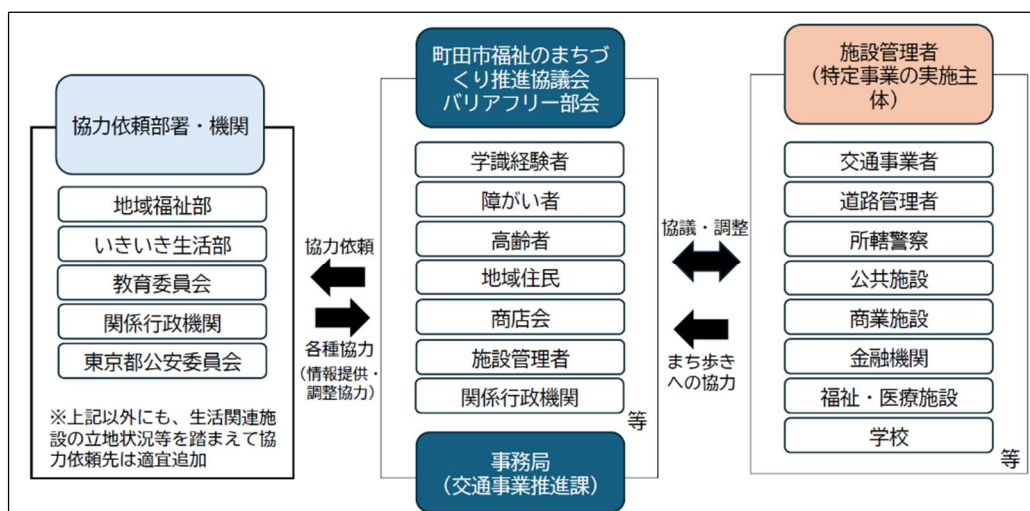 協力依頼部署・機関
地域福祉部
いきいき生活部
教育委員会
関係行政機関
東京都公安委員会
※上記以外にも、生活関連施
設の立地状況等を踏まえて協
力依頼先は適宜追加
協力依頼
各種協力
(情報提供・
調整協力)
町田市福祉のまちづ
くり推進協議会
バリアフリー部会
学識経験者
障がい者
高齢者
地域住民
商店会
施設管理者
関係行政機関
等
事務局
(交通事業推進課)
協議・調整
まち歩き
への協力
施設管理者
(特定事業の実施主
体)
交通事業者
道路管理者
所轄警察
公共施設
商業施設
金融機関
福祉・医療施設
学校
等